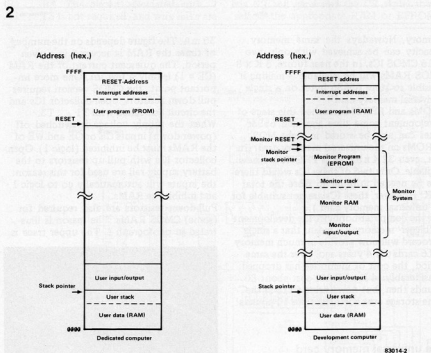 2
Address (hex.)
FFFF
RESET-Address
Interrupt addresses
User program (PROM)
RESET
User input/output
Stack pointer
User stack
User data (RAM)
0000
Dedicated computer
Address (hex.)
FFFF
RESET address
Interrupt addresses
User program (RAM)
RESET
Monitor RESET
Monitor
stack pointer
Monitor Program
(EPROM)
Monitor stack
Monitor RAM
Monitor
input/output
Monitor
System
User input/output
Stack pointer
User stack
User data (RAM)
0000
Development computer
83014-2